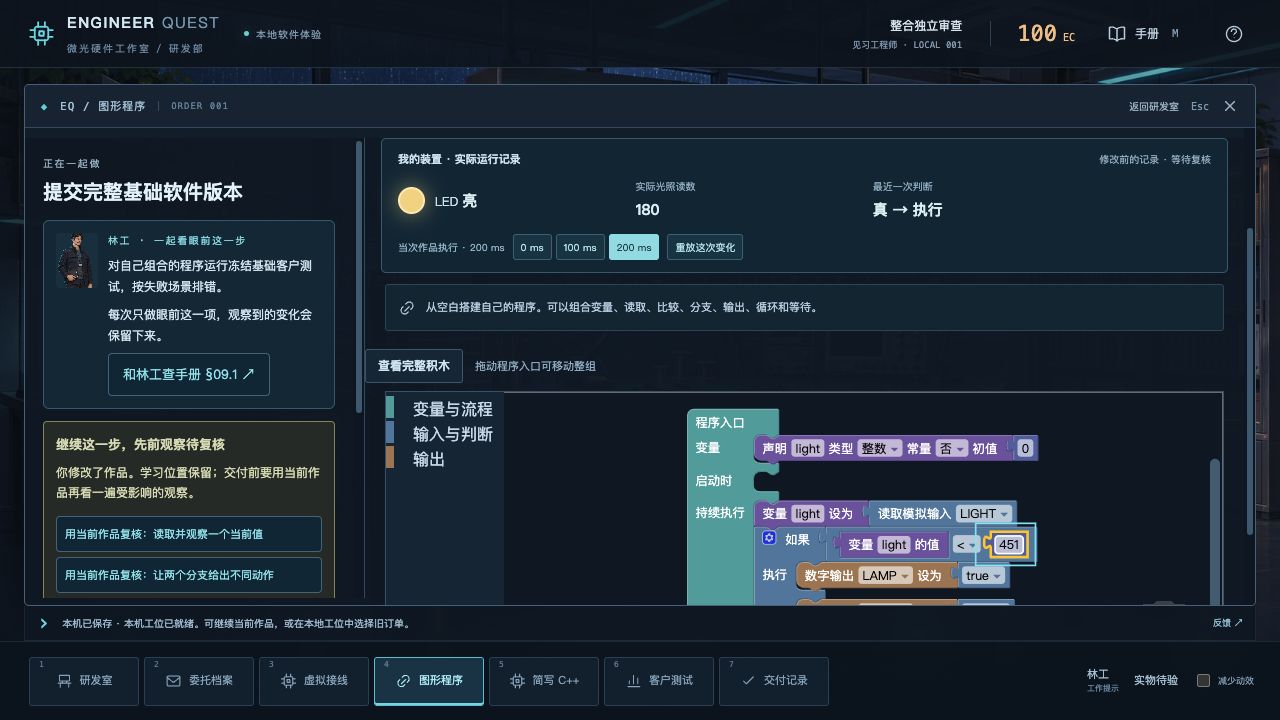 ENGINEER QUEST
微光硬件工作室 / 研发部
本地软件体验
整合独立审查
见习工程师 · LOCAL 001
100 EC
手册 M
EQ / 图形程序
ORDER 001
返回研发室 Esc
正在一起做
提交完整基础软件版本
林工 · 一起看眼前这一步
对自己组合的程序运行冻结基础客户测
试，按失败场景排错。
每次只做眼前这一项，观察到的变化会
保留下来。
和林工查手册 §09.1 ↗
继续这一步，先前观察待复核
你修改了作品。学习位置保留；交付前要用当前作
品再看一遍受影响的观察。
用当前作品复核：读取并观察一个当前值
用当前作品复核：让两个分支给出不同动作
我的装置 · 实际运行记录
修改前的记录 · 等待复核
LED 亮
实际光照读数
180
最近一次判断
真 → 执行
当次作品执行 · 200 ms
0 ms
100 ms
200 ms
重放这次变化
从空白搭建自己的程序。可以组合变量、读取、比较、分支、输出、循环和等待。
查看完整积木
拖动程序入口可移动整组
变量与流程
输入与判断
输出
程序入口
变量
声明 light 类型 整数 常量 否 初值 0
启动时
持续执行
变量 light 设为 读取模拟输入 LIGHT
如果 变量 light 的值 < 451
执行 数字输出 LAMP 设为 true
本机已保存 · 本机工位已就绪。可继续当前作品，或在本地工位中选择旧订单。
反馈 ↗
1 研发室
2 委托档案
3 虚拟接线
4 图形程序
5 简写 C++
6 客户测试
7 交付记录
林工
工作提示
实物待验
减少动效